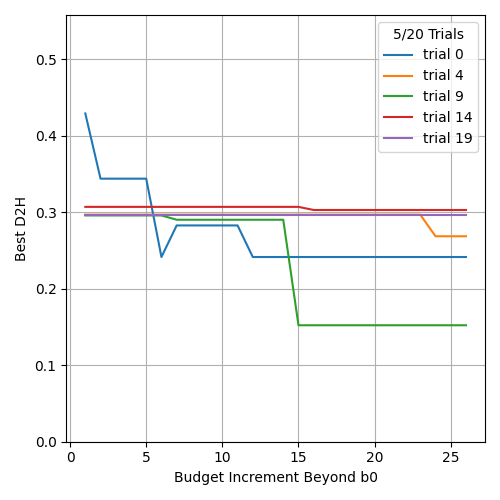 5/20 Trials
trial 0
trial 4
trial 9
trial 14
trial 19
Best D2H
0.5
0.4
0.3
0.2
0.1
0.0
0 5 10 15 20 25
Budget Increment Beyond b0